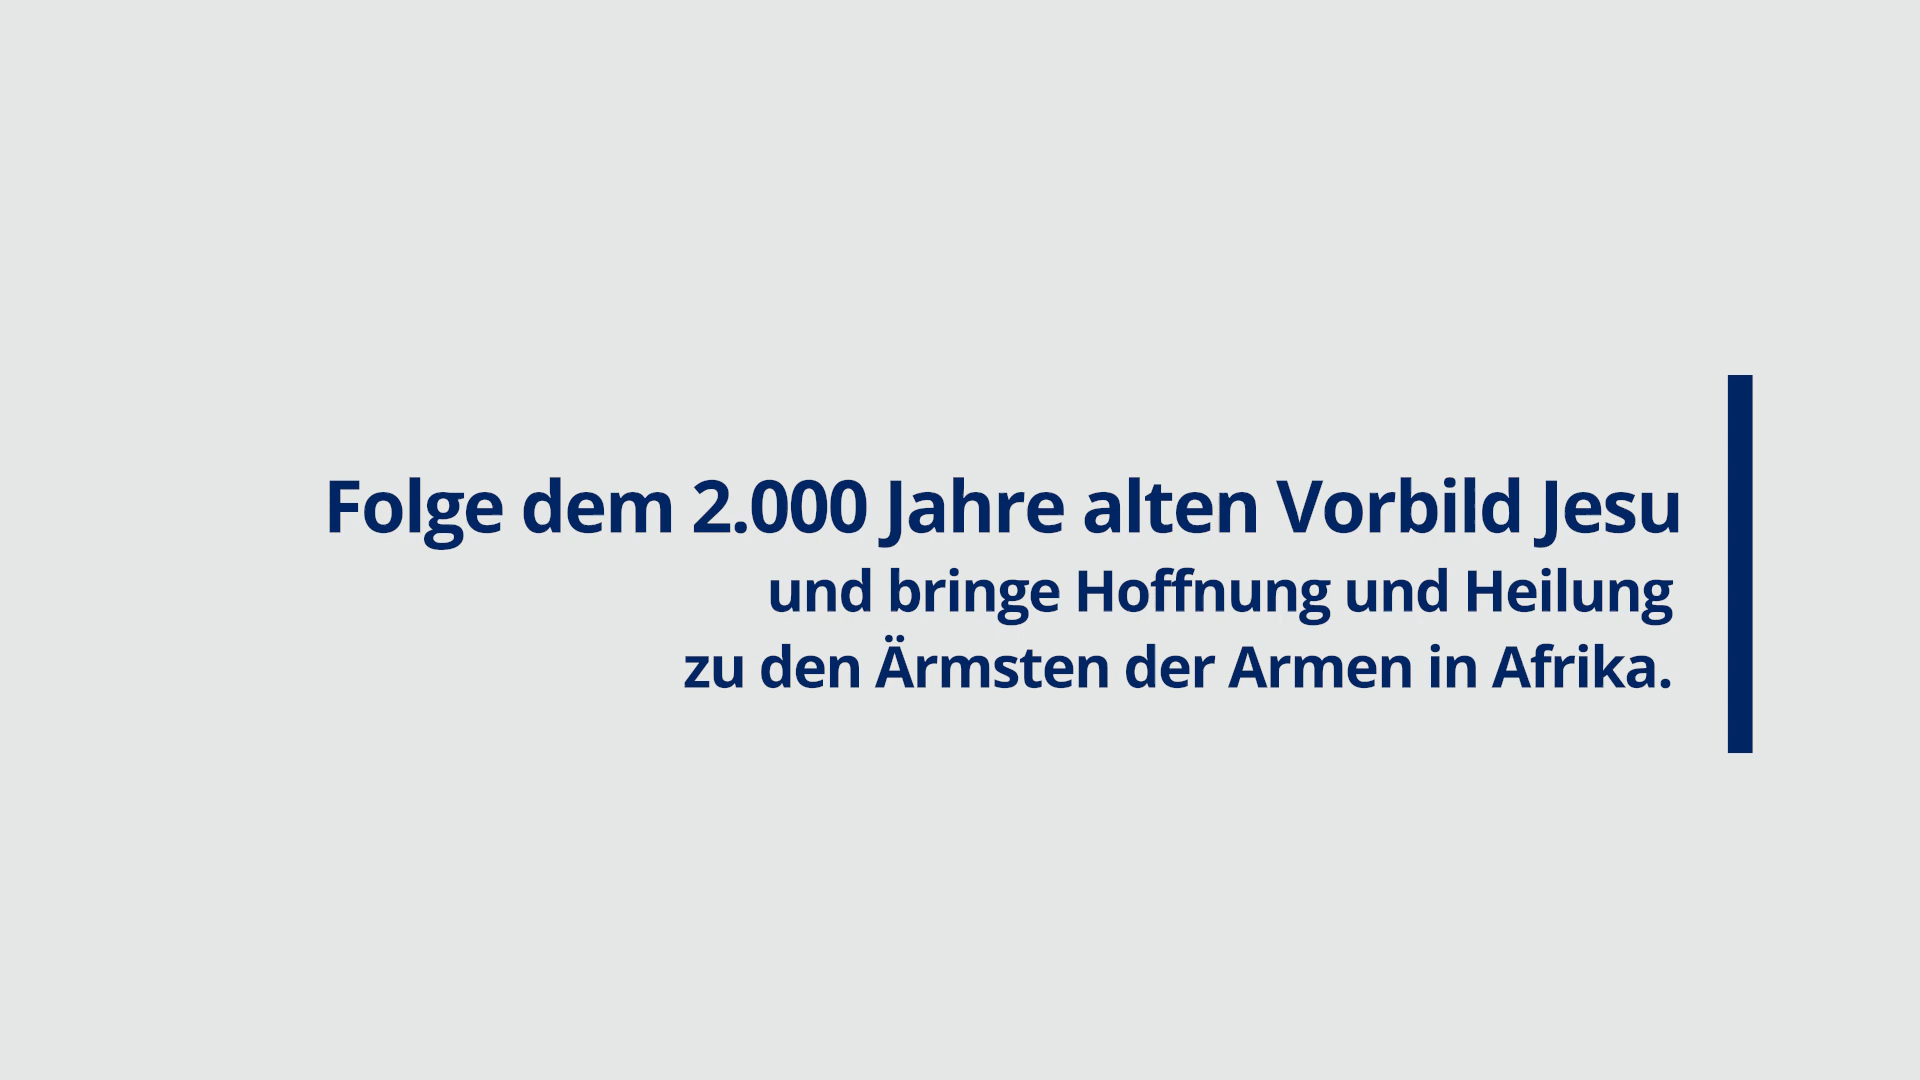 Folge dem 2.000 Jahre alten Vorbild Jesu
und bringe Hoffnung und Heilung
zu den Ärmsten der Armen in Afrika.